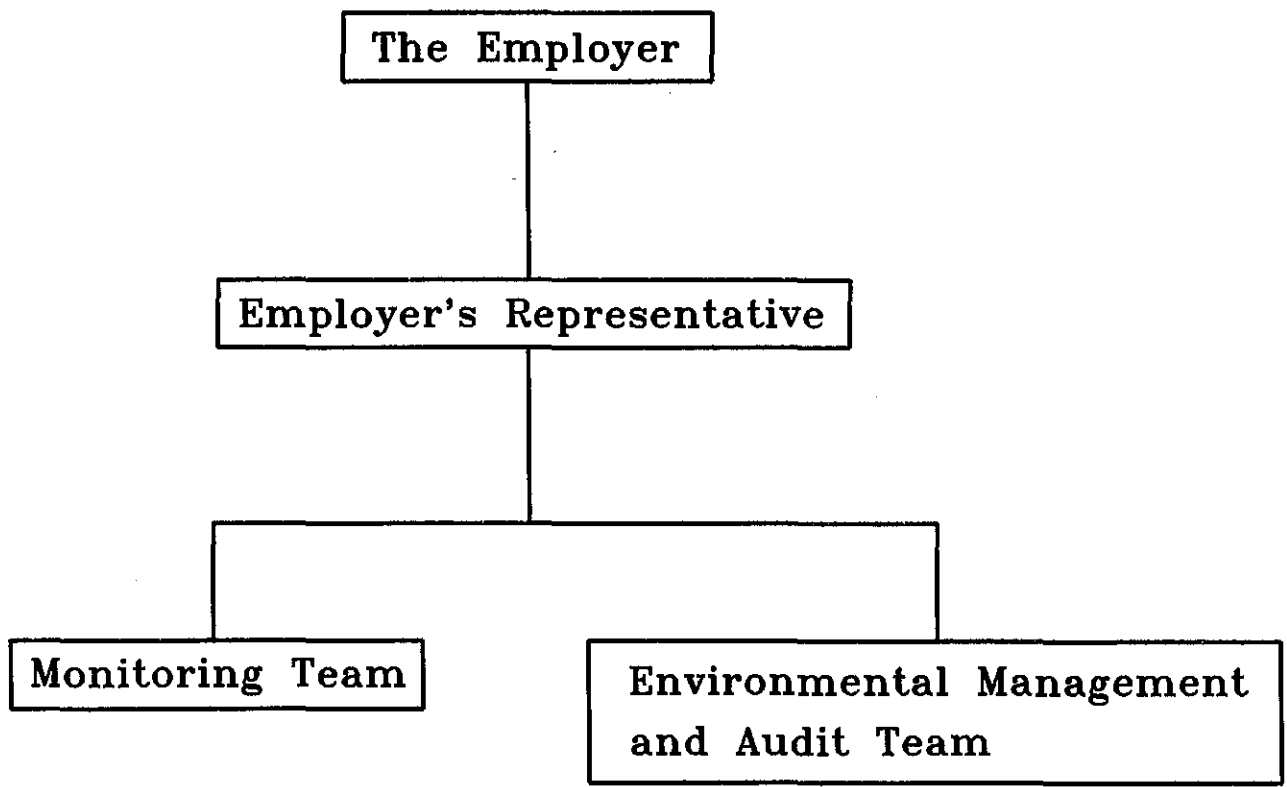 The Employer
Employer's Representative
Monitoring Team
Environmental Management
and Audit Team